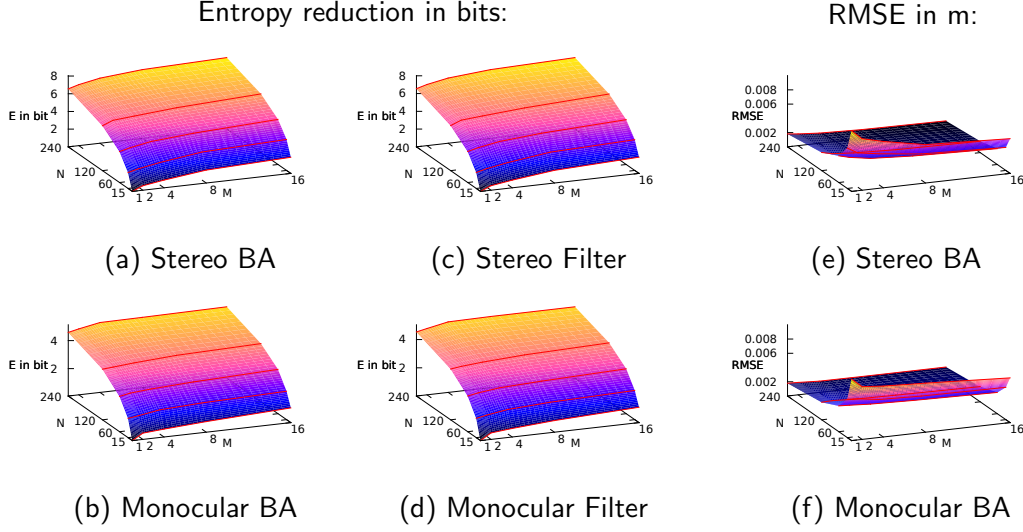 Entropy reduction in bits:
RMSE in m:
8
6
4
2
E in bit
240
120
60
15
N
1 2 4 8 16
M
8
6
4
2
E in bit
240
120
60
15
N
1 2 4 8 16
M
0.008
0.006
0.002
RMSE
240
120
60
15
N
1 2 4 8 16
M
(a) Stereo BA
(c) Stereo Filter
(e) Stereo BA
4
2
E in bit
240
120
60
15
N
1 2 4 8 16
M
4
2
E in bit
240
120
60
15
N
1 2 4 8 16
M
0.008
0.006
0.002
RMSE
240
120
60
15
N
1 2 4 8 16
M
(b) Monocular BA
(d) Monocular Filter
(f) Monocular BA